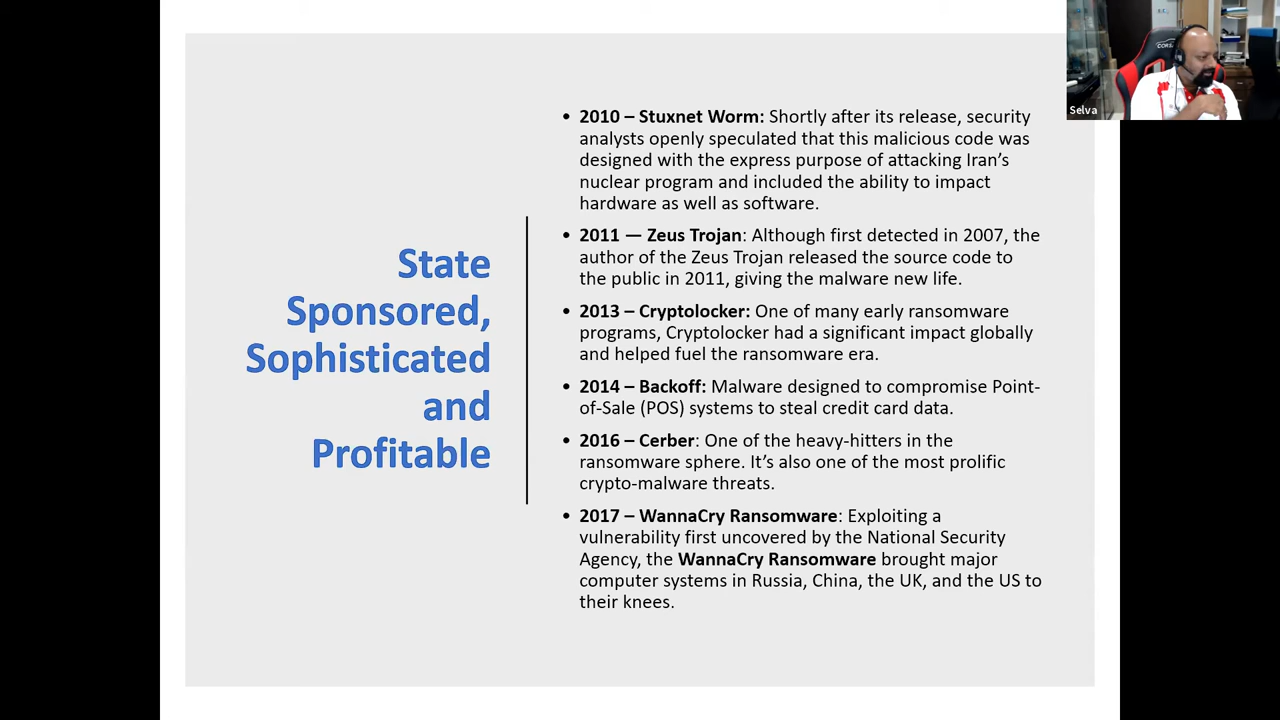 State
Sponsored,
Sophisticated
and
Profitable
• 2010 – Stuxnet Worm: Shortly after its release, security
analysts openly speculated that this malicious code was
designed with the express purpose of attacking Iran’s
nuclear program and included the ability to impact
hardware as well as software.
• 2011 — Zeus Trojan: Although first detected in 2007, the
author of the Zeus Trojan released the source code to
the public in 2011, giving the malware new life.
• 2013 – Cryptolocker: One of many early ransomware
programs, Cryptolocker had a significant impact globally
and helped fuel the ransomware era.
• 2014 – Backoff: Malware designed to compromise Point-
of-Sale (POS) systems to steal credit card data.
• 2016 – Cerber: One of the heavy-hitters in the
ransomware sphere. It’s also one of the most prolific
crypto-malware threats.
• 2017 – WannaCry Ransomware: Exploiting a
vulnerability first uncovered by the National Security
Agency, the WannaCry Ransomware brought major
computer systems in Russia, China, the UK, and the US to
their knees.
Selva